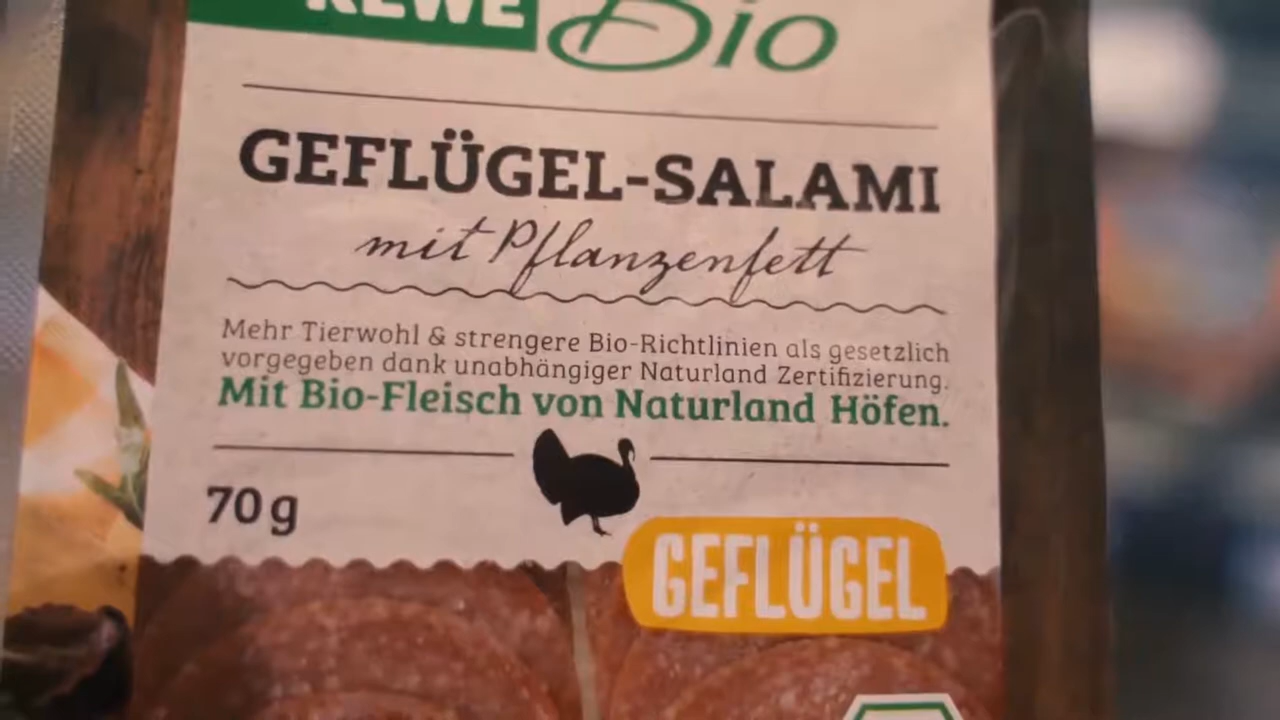 REWE Bio
GEFLÜGEL-SALAMI
mit Pflanzenfett
Mehr Tierwohl & strengere Bio-Richtlinien als gesetzlich
vorgegeben dank unabhängiger Naturland Zertifizierung.
Mit Bio-Fleisch von Naturland Höfen.
70 g
GEFLÜGEL